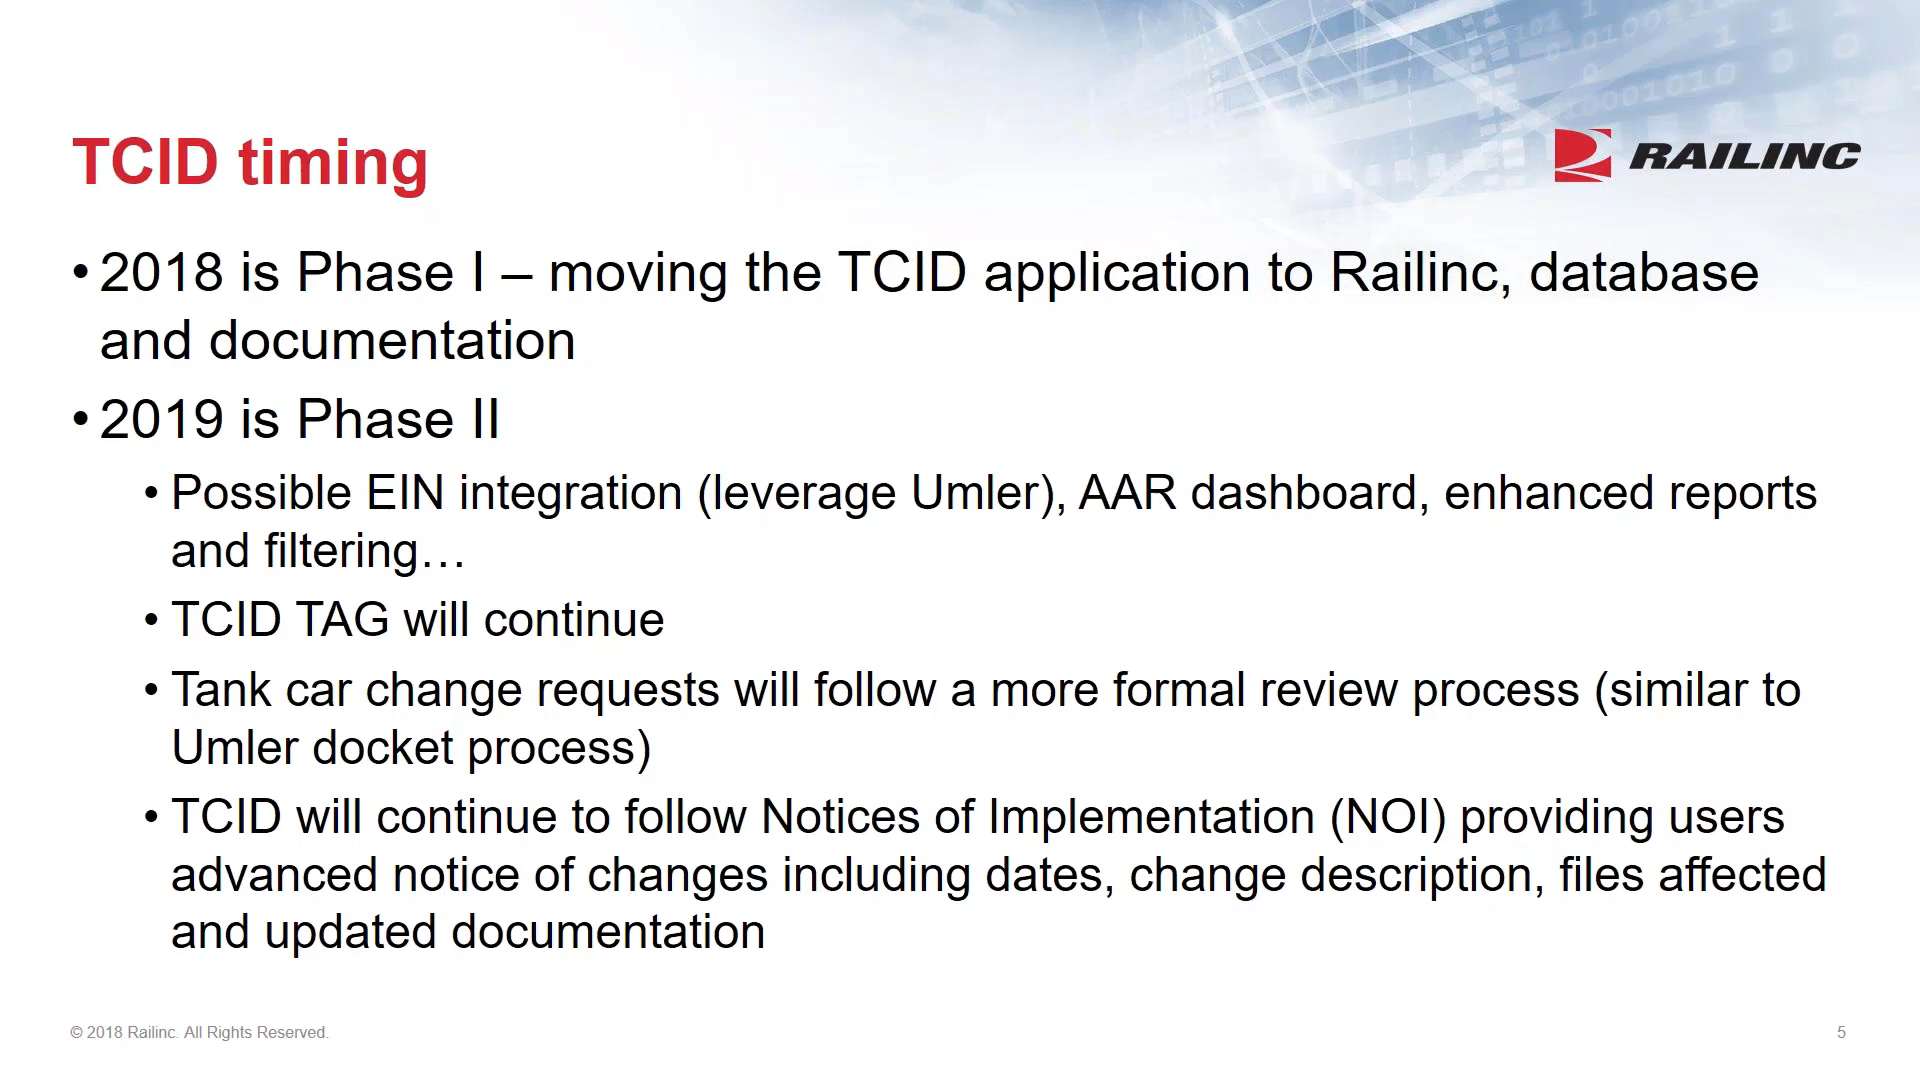 TCID timing
RAILINC
• 2018 is Phase I – moving the TCID application to Railinc, database
and documentation
• 2019 is Phase II
• Possible EIN integration (leverage Umler), AAR dashboard, enhanced reports
and filtering…
• TCID TAG will continue
• Tank car change requests will follow a more formal review process (similar to
Umler docket process)
• TCID will continue to follow Notices of Implementation (NOI) providing users
advanced notice of changes including dates, change description, files affected
and updated documentation
© 2018 Railinc. All Rights Reserved.
5